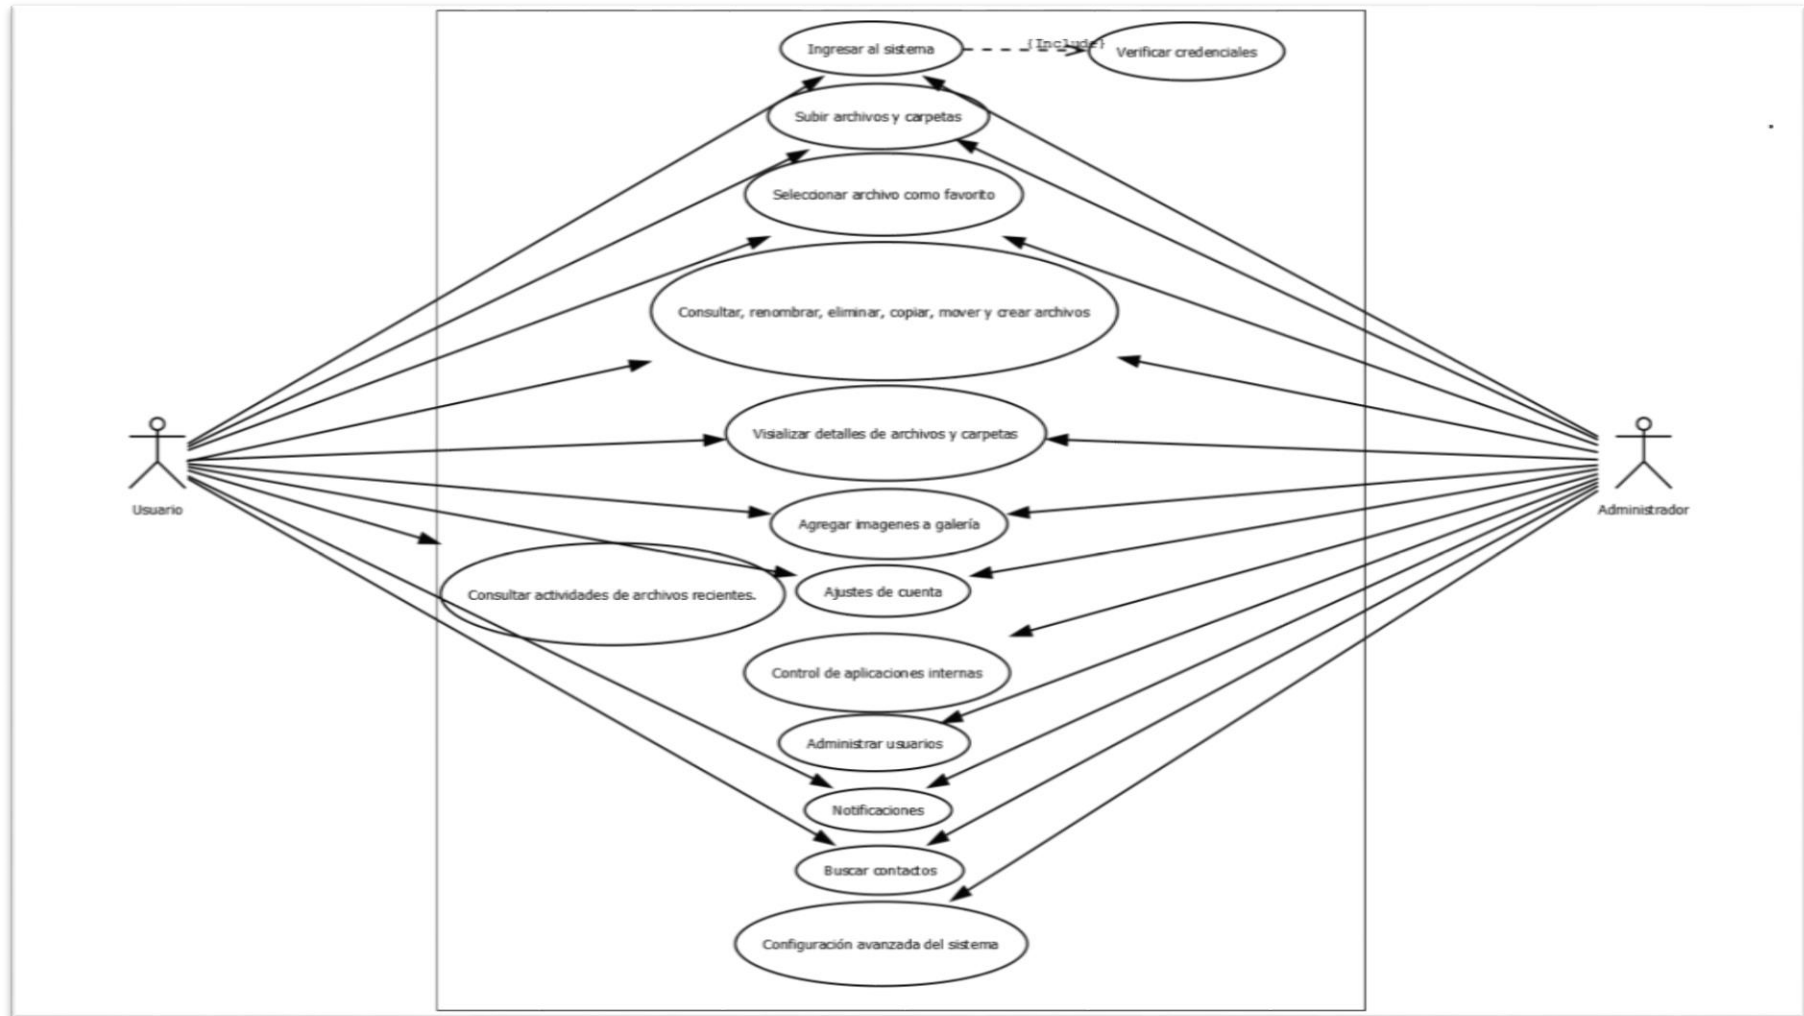 Ingresar al sistema
{Include}
Verificar credenciales
Subir archivos y carpetas
Seleccionar archivo como favorito
Consultar, renombrar, eliminar, copiar, mover y crear archivos
Visializar detalles de archivos y carpetas
Usuario
Administrador
Agregar imagenes a galería
Consultar actividades de archivos recientes.
Ajustes de cuenta
Control de aplicaciones internas
Administrar usuarios
Notificaciones
Buscar contactos
Configuración avanzada del sistema